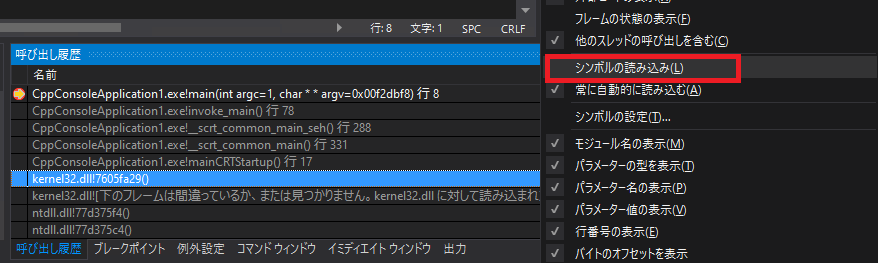 行: 8 文字: 1 SPC CRLF
呼び出し履歴
名前
CppConsoleApplication1.exe!main(int argc=1, char * * argv=0x00f2dbf8) 行 8
CppConsoleApplication1.exe!invoke_main() 行 78
CppConsoleApplication1.exe!__scrt_common_main_seh() 行 288
CppConsoleApplication1.exe!__scrt_common_main() 行 331
CppConsoleApplication1.exe!mainCRTStartup() 行 17
kernel32.dll!7605fa29()
kernel32.dll![下のフレームは間違っているか、または見つかりません。kernel32.dll に対して読み込まれ
ntdll.dll!77d375f4()
ntdll.dll!77d375c4()
呼び出し履歴 ブレークポイント 例外設定 コマンド ウィンドウ イミディエイト ウィンドウ 出力
フレームの状態の表示(F)
他のスレッドの呼び出しを含む(C)
シンボルの読み込み(L)
常に自動的に読み込む(A)
シンボルの設定(T)...
モジュール名の表示(M)
パラメーターの型を表示(T)
パラメーター名の表示(P)
パラメーター値の表示(V)
行番号の表示(E)
バイトのオフセットを表示